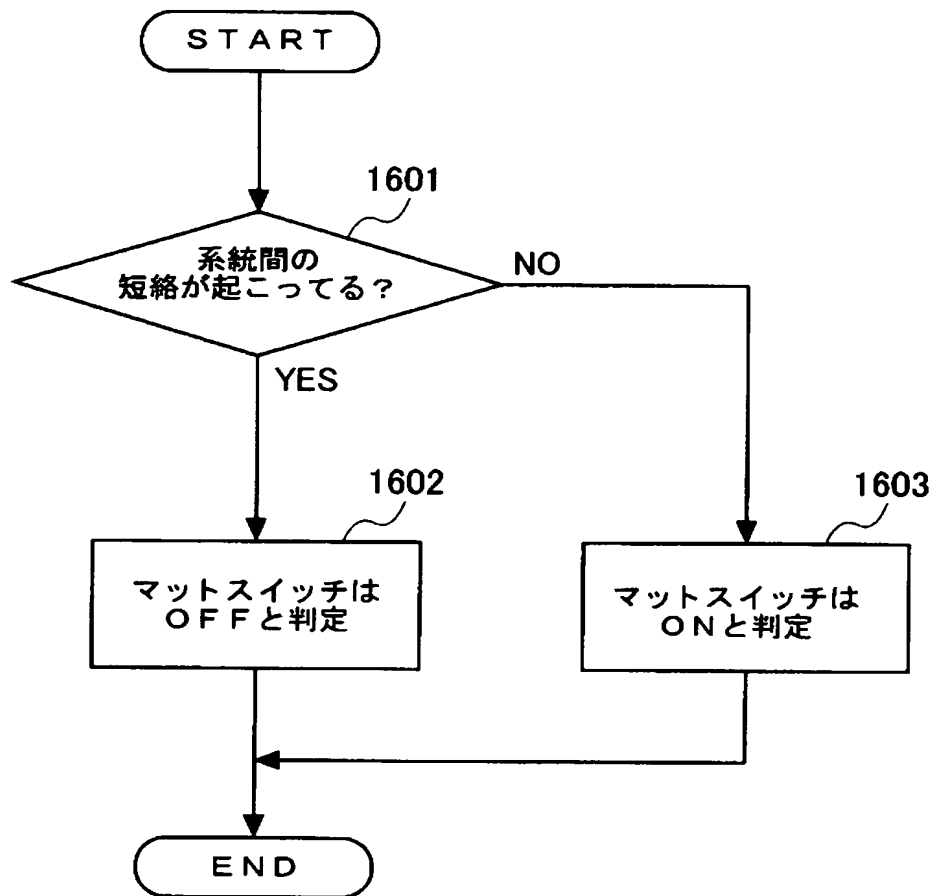 START
1601
系統間の
短絡が起こってる？
NO
YES
1602
マットスイッチは
OFFと判定
1603
マットスイッチは
ONと判定
END